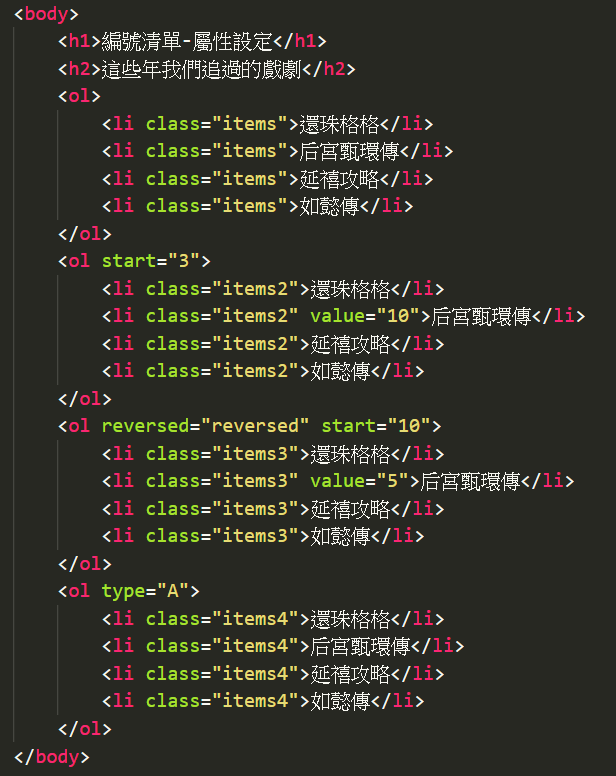 <body>
<h1>編號清單-屬性設定</h1>
<h2>這些年我們追過的戲劇</h2>
<ol>
<li class="items">還珠格格</li>
<li class="items">后宮甄環傳</li>
<li class="items">延禧攻略</li>
<li class="items">如懿傳</li>
</ol>
<ol start="3">
<li class="items2">還珠格格</li>
<li class="items2" value="10">后宮甄環傳</li>
<li class="items2">延禧攻略</li>
<li class="items2">如懿傳</li>
</ol>
<ol reversed="reversed" start="10">
<li class="items3">還珠格格</li>
<li class="items3" value="5">后宮甄環傳</li>
<li class="items3">延禧攻略</li>
<li class="items3">如懿傳</li>
</ol>
<ol type="A">
<li class="items4">還珠格格</li>
<li class="items4">后宮甄環傳</li>
<li class="items4">延禧攻略</li>
<li class="items4">如懿傳</li>
</ol>
</body>